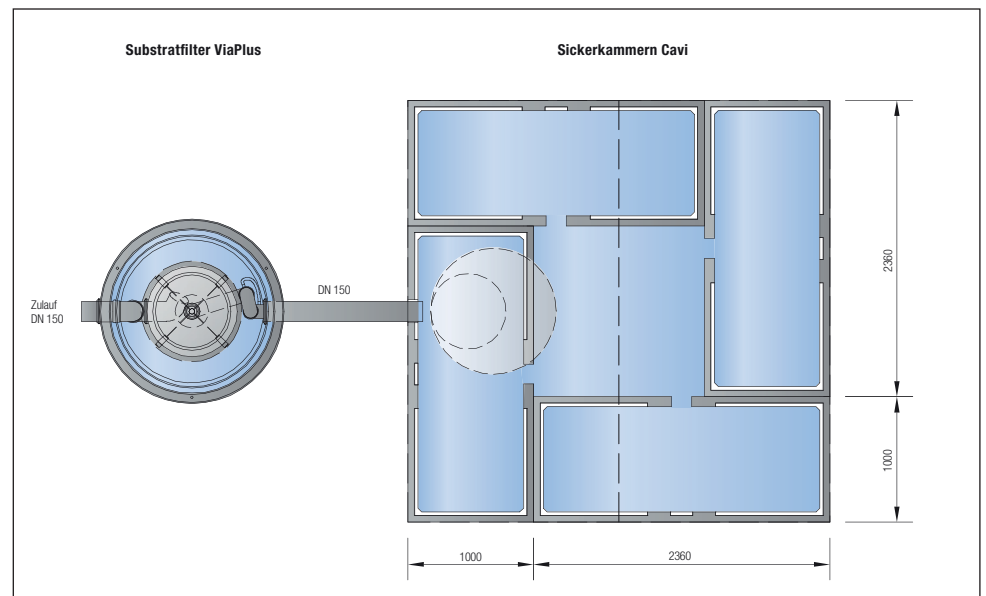 Substratfilter ViaPlus
Sickerkammern Cavi
Zulauf
DN 150
DN 150
2360
1000
1000
2360